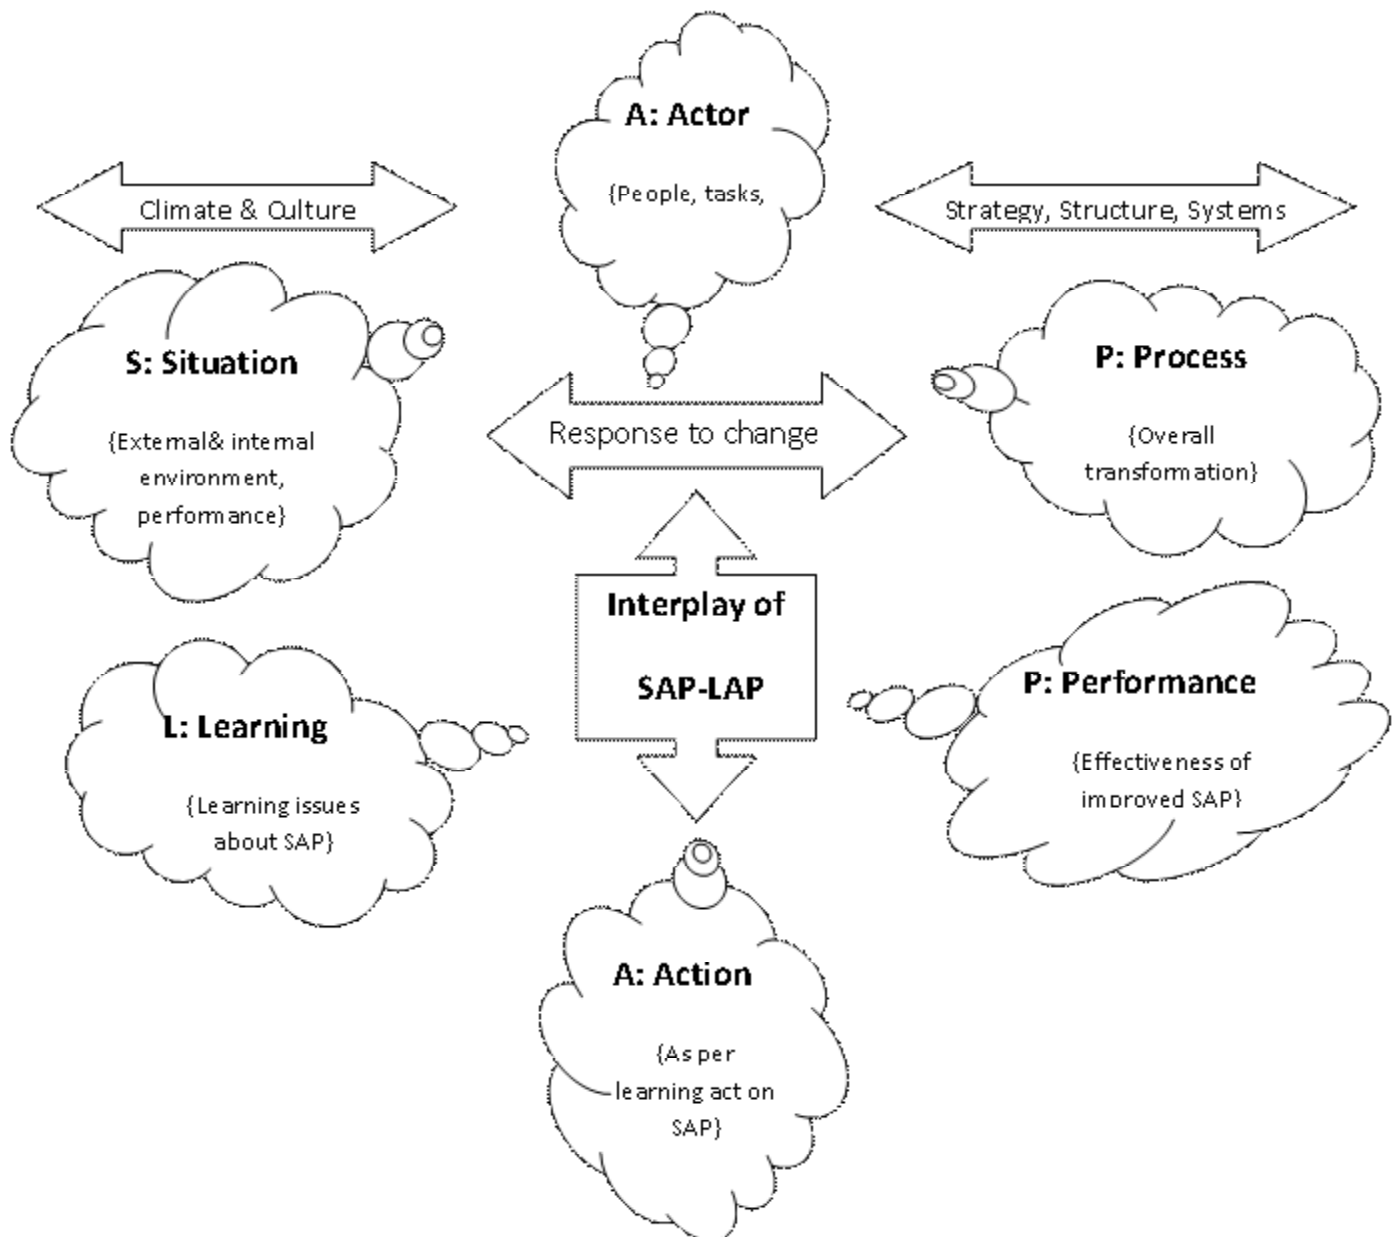 A: Actor
{People, tasks,
Climate & Culture
Strategy, Structure, Systems
S: Situation
{External& internal
environment,
performance}
P: Process
{Overall
transformation}
Response to change
Interplay of
SAP-LAP
L: Learning
{Learning issues
about SAP}
P: Performance
{Effectiveness of
improved SAP}
A: Action
{As per
learning act on
SAP}